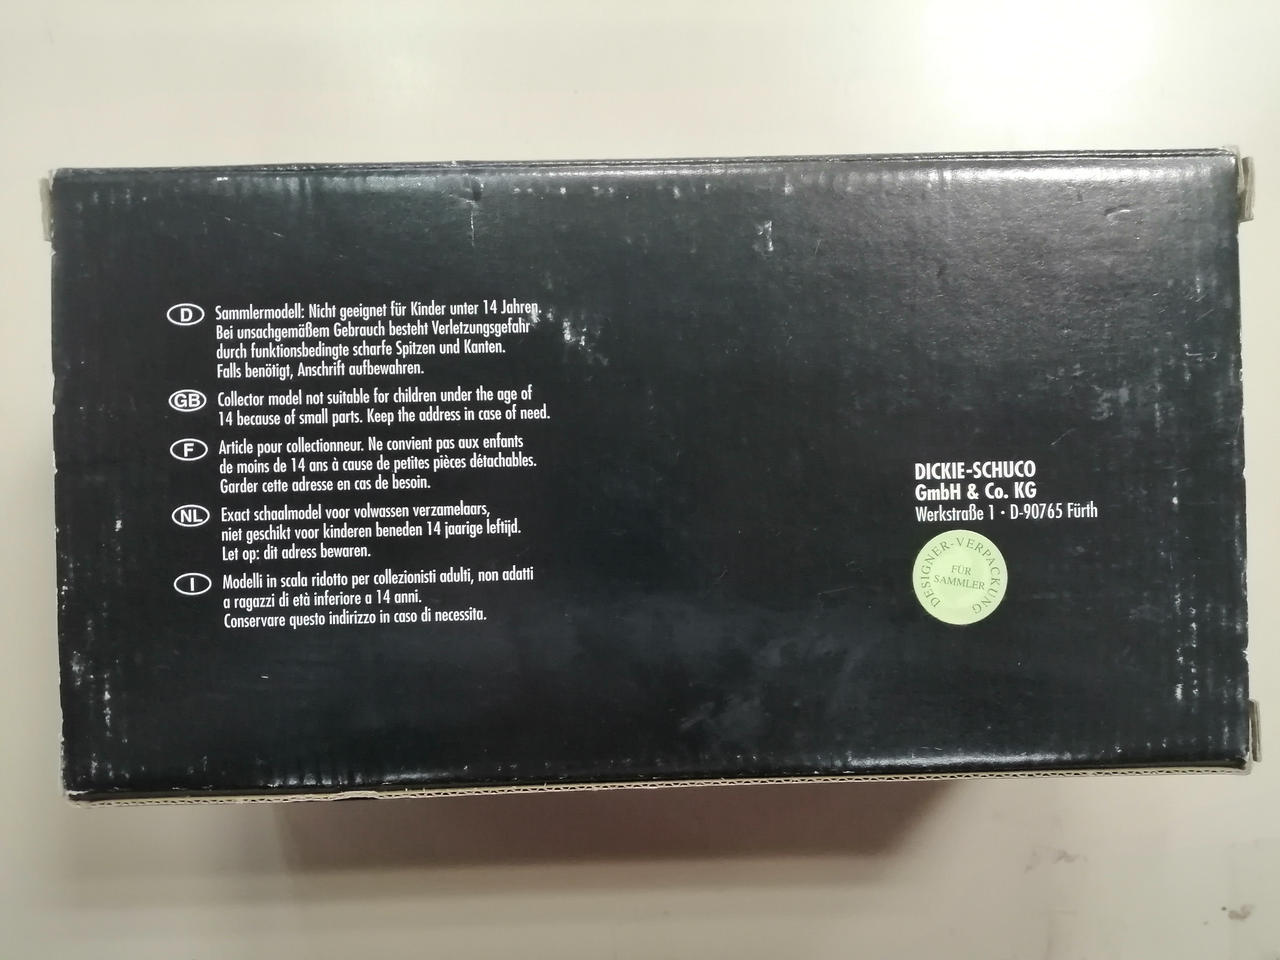 D
Sammlermodell: Nicht geeignet für Kinder unter 14 Jahren.
Bei unsachgemäßem Gebrauch besteht Verletzungsgefahr
durch funktionsbedingte scharfe Spitzen und Kanten.
Falls benötigt, Anschrift aufbewahren.
GB
Collector model not suitable for children under the age of
14 because of small parts. Keep the address in case of need.
F
Article pour collectionneur. Ne convient pas aux enfants
de moins de 14 ans à cause de petites pièces détachables.
Garder cette adresse en cas de besoin.
NL
Exact schaalmodel voor volwassen verzamelaars,
niet geschikt voor kinderen beneden 14 jaarige leeftijd.
Let op: dit adress bewaren.
I
Modelli in scala ridotto per collezionisti adulti, non adatti
a ragazzi di età inferiore a 14 anni.
Conservare questo indirizzo in caso di necessita.
DICKIE-SCHUCO
GmbH & Co. KG
Werkstraße 1 · D-90765 Fürth
DESIGNER-VERPACKUNG
FÜR
SAMMLER